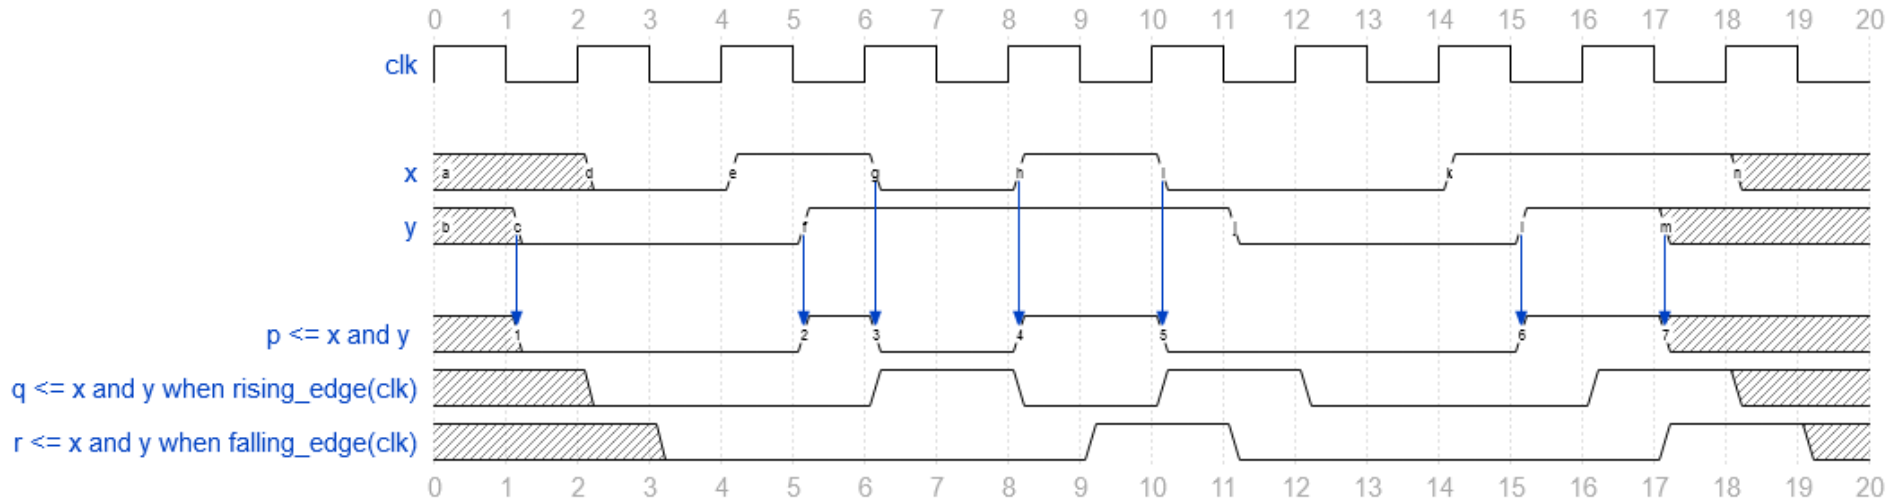 0 1 2 3 4 5 6 7 8 9 10 11 12 13 14 15 16 17 18 19 20
clk
x a d e g h i k n
y b c f j l m
p <= x and y 1 2 3 4 5 6 7
q <= x and y when rising_edge(clk)
r <= x and y when falling_edge(clk)
0 1 2 3 4 5 6 7 8 9 10 11 12 13 14 15 16 17 18 19 20